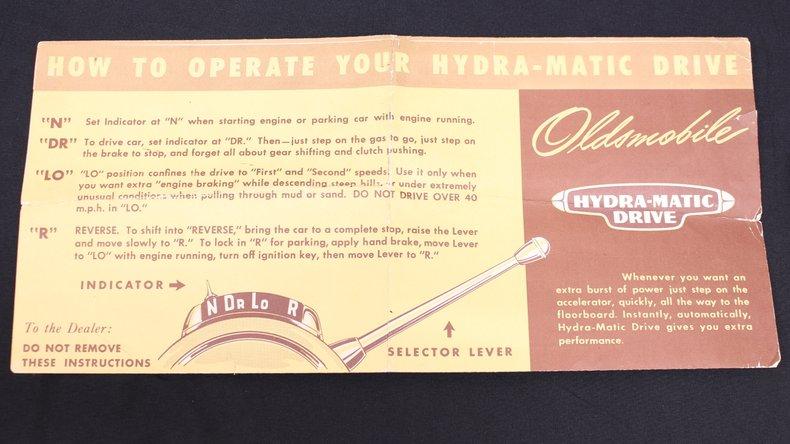 HOW TO OPERATE YOUR HYDRA-MATIC DRIVE
"N" Set Indicator at "N" when starting engine or parking car with engine running.
"DR" To drive car, set indicator at "DR." Then—just step on the gas to go, just step on
the brake to stop, and forget all about gear shifting and clutch pushing.
"LO" "LO" position confines the drive to "First" and "Second" speeds. Use it only when
you want extra "engine braking" while descending steep hills, or under extremely
unusual conditions when pulling through mud or sand. DO NOT DRIVE OVER 40
m.p.h. in "LO."
"R" REVERSE. To shift into "REVERSE," bring the car to a complete stop, raise the Lever
and move slowly to "R." To lock in "R" for parking, apply hand brake, move Lever
to "LO" with engine running, turn off ignition key, then move Lever to "R."
INDICATOR
N DR LO R
To the Dealer:
DO NOT REMOVE
THESE INSTRUCTIONS
SELECTOR LEVER
Oldsmobile
HYDRA-MATIC
DRIVE
Whenever you want an
extra burst of power just step on the
accelerator, quickly, all the way to the
floorboard. Instantly, automatically,
Hydra-Matic Drive gives you extra
performance.